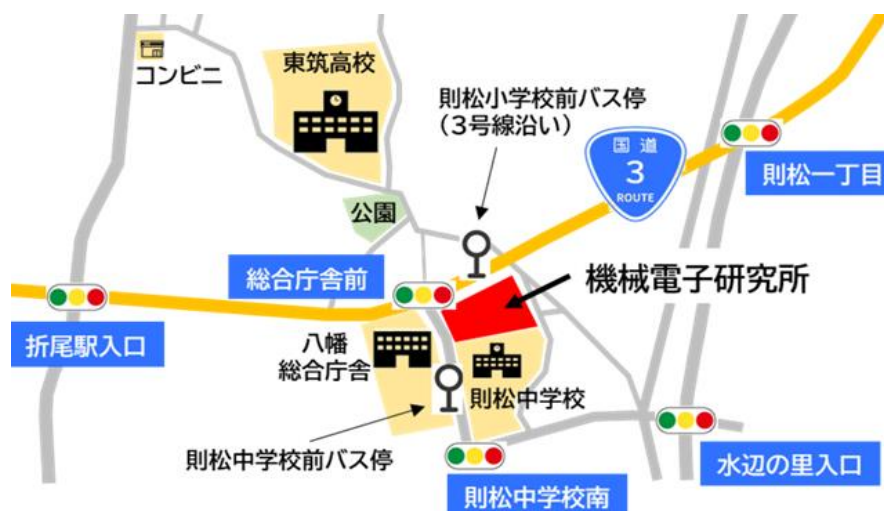 コンビニ
東筑高校
則松小学校前バス停
(3号線沿い)
国道
3
ROUTE
則松一丁目
公園
総合庁舎前
機械電子研究所
折尾駅入口
八幡
総合庁舎
則松中学校
則松中学校前バス停
水辺の里入口
則松中学校南